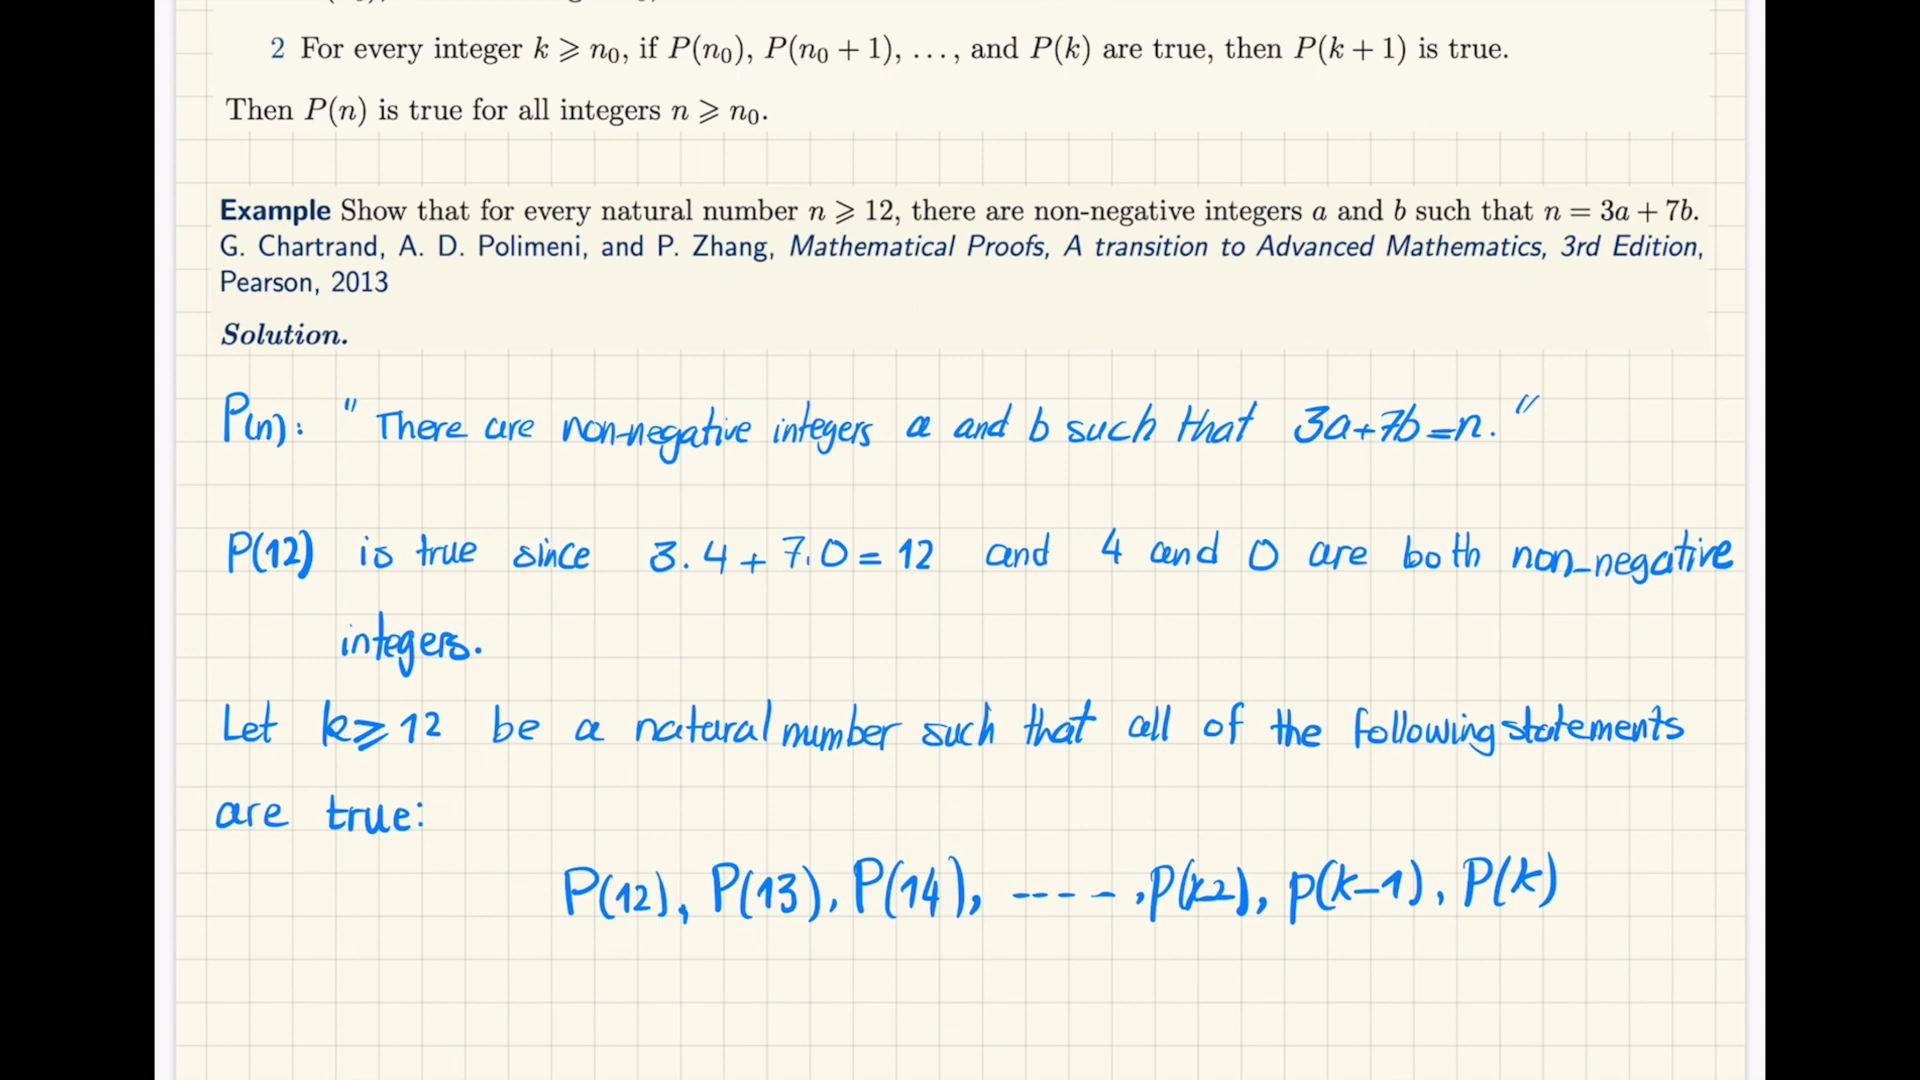 2 For every integer k ⩾ n₀, if P(n₀), P(n₀ + 1), . . . , and P(k) are true, then P(k + 1) is true.
Then P(n) is true for all integers n ⩾ n₀.
Example Show that for every natural number n ⩾ 12, there are non-negative integers a and b such that n = 3a + 7b.
G. Chartrand, A. D. Polimeni, and P. Zhang, Mathematical Proofs, A transition to Advanced Mathematics, 3rd Edition,
Pearson, 2013
Solution.
P(n): " There are non-negative integers a and b such that 3a+7b=n. "
P(12) is true since 3.4+7.0=12 and 4 and 0 are both non-negative
integers.
Let k⩾12 be a natural number such that all of the following statements
are true:
P(12), P(13), P(14), ----- ,P(k-2), P(k-1), P(k)